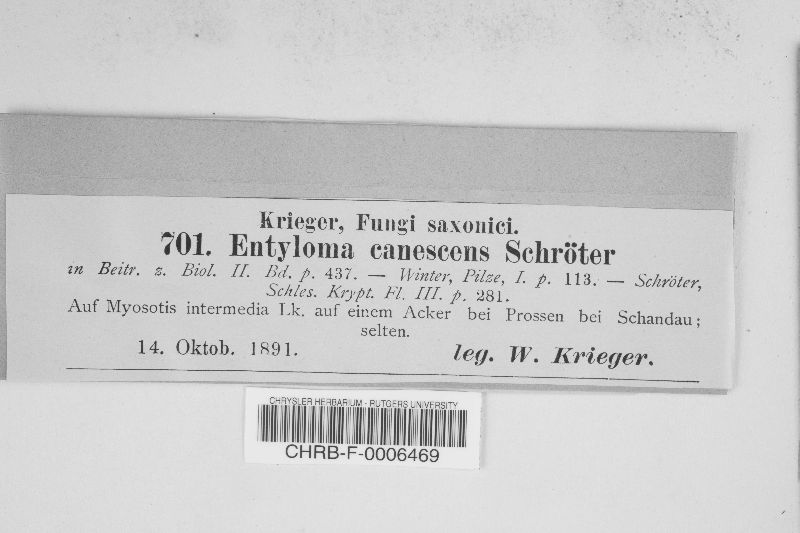 Krieger, Fungi saxonici.
701. Entyloma canescens Schröter
in Beitr. z. Biol. II. Bd. p. 437. — Winter, Pilze, I. p. 113. — Schröter,
Schles. Krypt. Fl. III. p. 281.
Auf Myosotis intermedia Lk. auf einem Acker bei Prossen bei Schandau;
selten.
14. Oktob. 1891. leg. W. Krieger.
CHRYSLER HERBARIUM - RUTGERS UNIVERSITY
CHRB-F-0006469